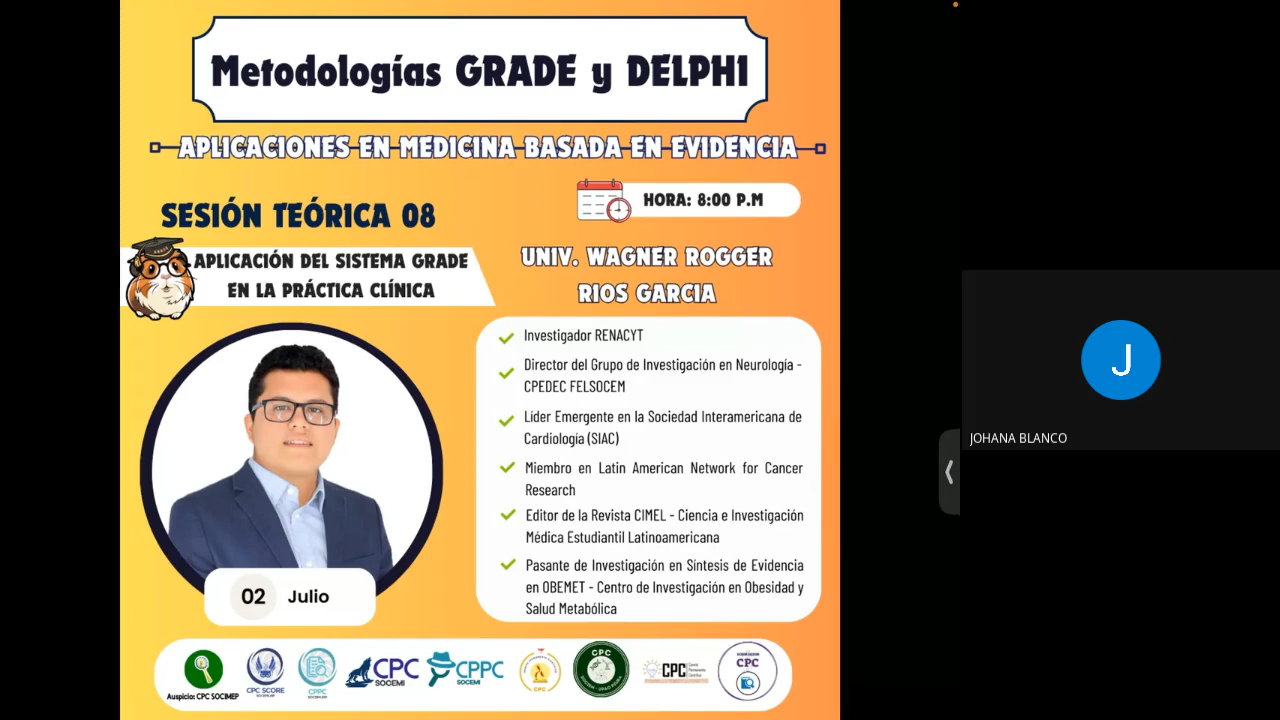 Metodologías GRADE y DELPHI
APLICACIONES EN MEDICINA BASADA EN EVIDENCIA
HORA: 8:00 P.M
SESIÓN TEÓRICA 08
APLICACIÓN DEL SISTEMA GRADE
EN LA PRÁCTICA CLÍNICA
UNIV. WAGNER ROGGER
RIOS GARCIA
Investigador RENACYT
Director del Grupo de Investigación en Neurología -
CPEDEC FELSOCEM
Líder Emergente en la Sociedad Interamericana de
Cardiología (SIAC)
Miembro en Latin American Network for Cancer
Research
Editor de la Revista CIMEL - Ciencia e Investigación
Médica Estudiantil Latinoamericana
Pasante de Investigación en Síntesis de Evidencia
en OBEMET - Centro de Investigación en Obesidad y
Salud Metabólica
02 Julio
Auspicio: CPC SOCIMEP
CPC SCORE
CPPC
CPC
SOCEMI
CPPC
SOCEMI
CPC
CPC
CPC
CPC
J
JOHANA BLANCO